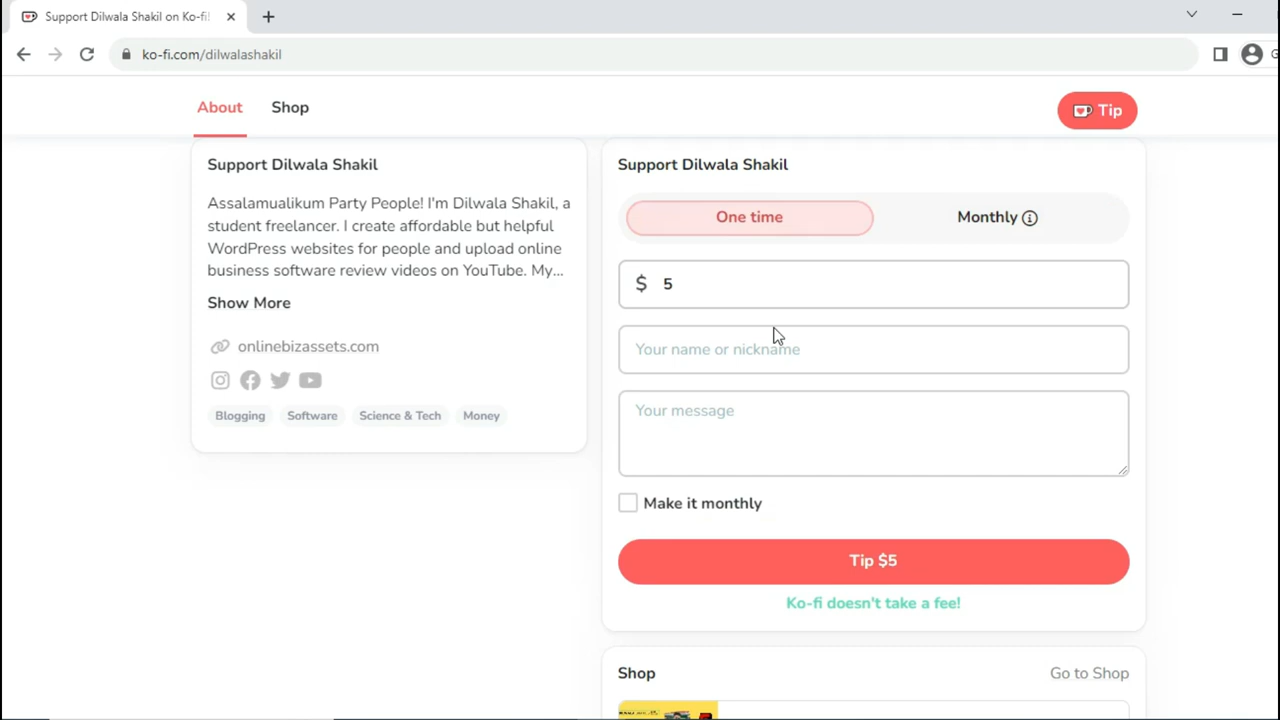 Support Dilwala Shakil on Ko-fi!
ko-fi.com/dilwalashakil
About
Shop
Tip
Support Dilwala Shakil
Assalamualikum Party People! I'm Dilwala Shakil, a
student freelancer. I create affordable but helpful
WordPress websites for people and upload online
business software review videos on YouTube. My...
Show More
onlinebizassets.com
Blogging
Software
Science & Tech
Money
Support Dilwala Shakil
One time
Monthly
$ 5
Your name or nickname
Your message
Make it monthly
Tip $5
Ko-fi doesn't take a fee!
Shop
Go to Shop